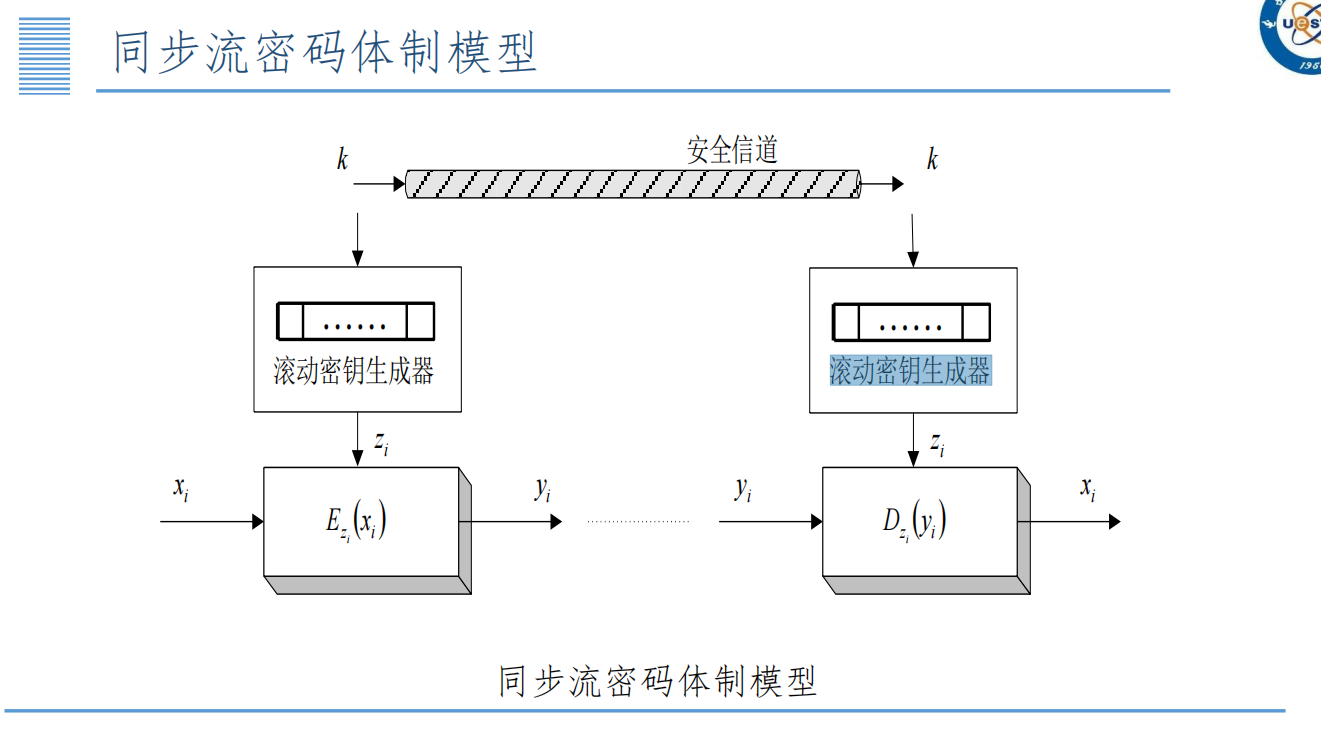 同步流密码体制模型
安全信道
k
k
......
......
滚动密钥生成器
滚动密钥生成器
z_i
z_i
x_i
y_i
y_i
x_i
E_{z_i}(x_i)
D_{z_i}(y_i)
同步流密码体制模型